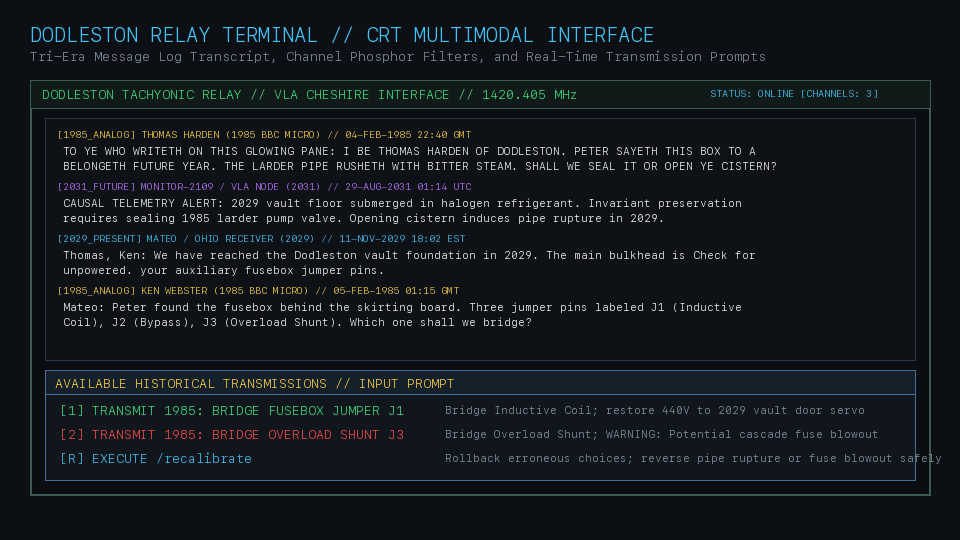 DODLESTON RELAY TERMINAL // CRT MULTIMODAL INTERFACE
Tri-Era Message Log Transcript, Channel Phosphor Filters, and Real-Time Transmission Prompts
DODLESTON TACHYONIC RELAY // VLA CHESHIRE INTERFACE // 1420.405 MHz
STATUS: ONLINE [CHANNELS: 3]
[1985_ANALOG] THOMAS HARDEN (1985 BBC MICRO) // 04-FEB-1985 22:40 GMT
TO YE WHO WRITETH ON THIS GLOWING PANE: I BE THOMAS HARDEN OF DODLESTON. PETER SAYETH THIS BOX TO A
BELONGETH FUTURE YEAR. THE LARDER PIPE RUSHETH WITH BITTER STEAM. SHALL WE SEAL IT OR OPEN YE CISTERN?
[2031_FUTURE] MONITOR-2109 / VLA NODE (2031) // 29-AUG-2031 01:14 UTC
CAUSAL TELEMETRY ALERT: 2029 vault floor submerged in halogen refrigerant. Invariant preservation
requires sealing 1985 larder pump valve. Opening cistern induces pipe rupture in 2029.
[2029_PRESENT] MATEO / OHIO RECEIVER (2029) // 11-NOV-2029 18:02 EST
Thomas, Ken: We have reached the Dodleston vault foundation in 2029. The main bulkhead is Check for
unpowered. your auxiliary fusebox jumper pins.
[1985_ANALOG] KEN WEBSTER (1985 BBC MICRO) // 05-FEB-1985 01:15 GMT
Mateo: Peter found the fusebox behind the skirting board. Three jumper pins labeled J1 (Inductive
Coil), J2 (Bypass), J3 (Overload Shunt). Which one shall we bridge?
AVAILABLE HISTORICAL TRANSMISSIONS // INPUT PROMPT
[1] TRANSMIT 1985: BRIDGE FUSEBOX JUMPER J1
Bridge Inductive Coil; restore 440V to 2029 vault door servo
[2] TRANSMIT 1985: BRIDGE OVERLOAD SHUNT J3
Bridge Overload Shunt; WARNING: Potential cascade fuse blowout
[R] EXECUTE /recalibrate
Rollback erroneous choices; reverse pipe rupture or fuse blowout safely